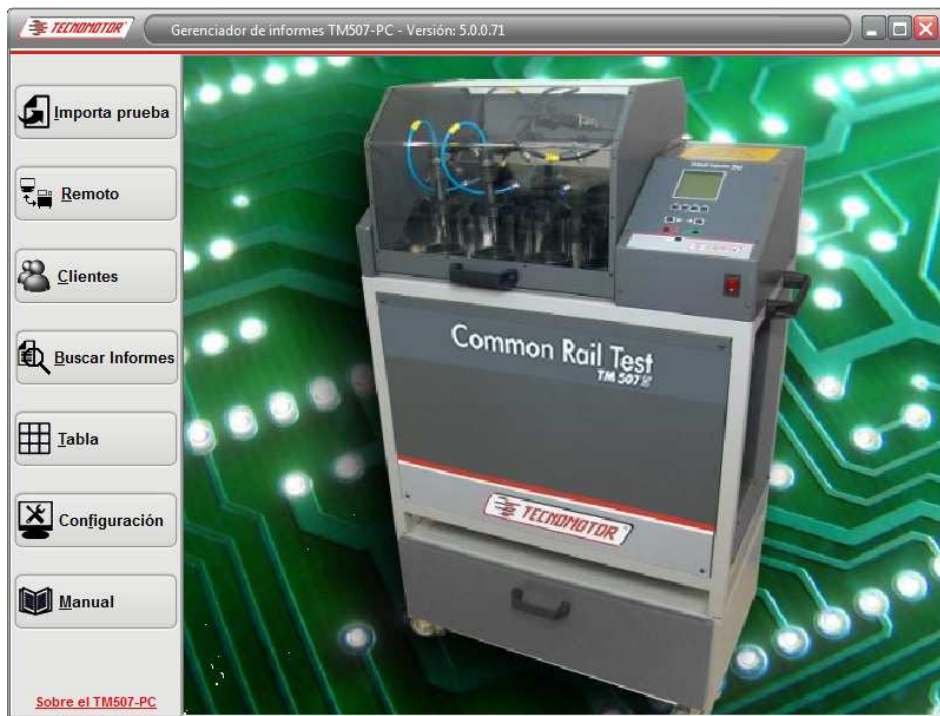 TECNOMOTOR
Gerenciador de informes TM507-PC - Versión: 5.0.0.71
Importa prueba
Remoto
Clientes
Buscar Informes
Tabla
Configuración
Manual
Sobre el TM507-PC
Common Rail Test
TM 507
TECNOMOTOR